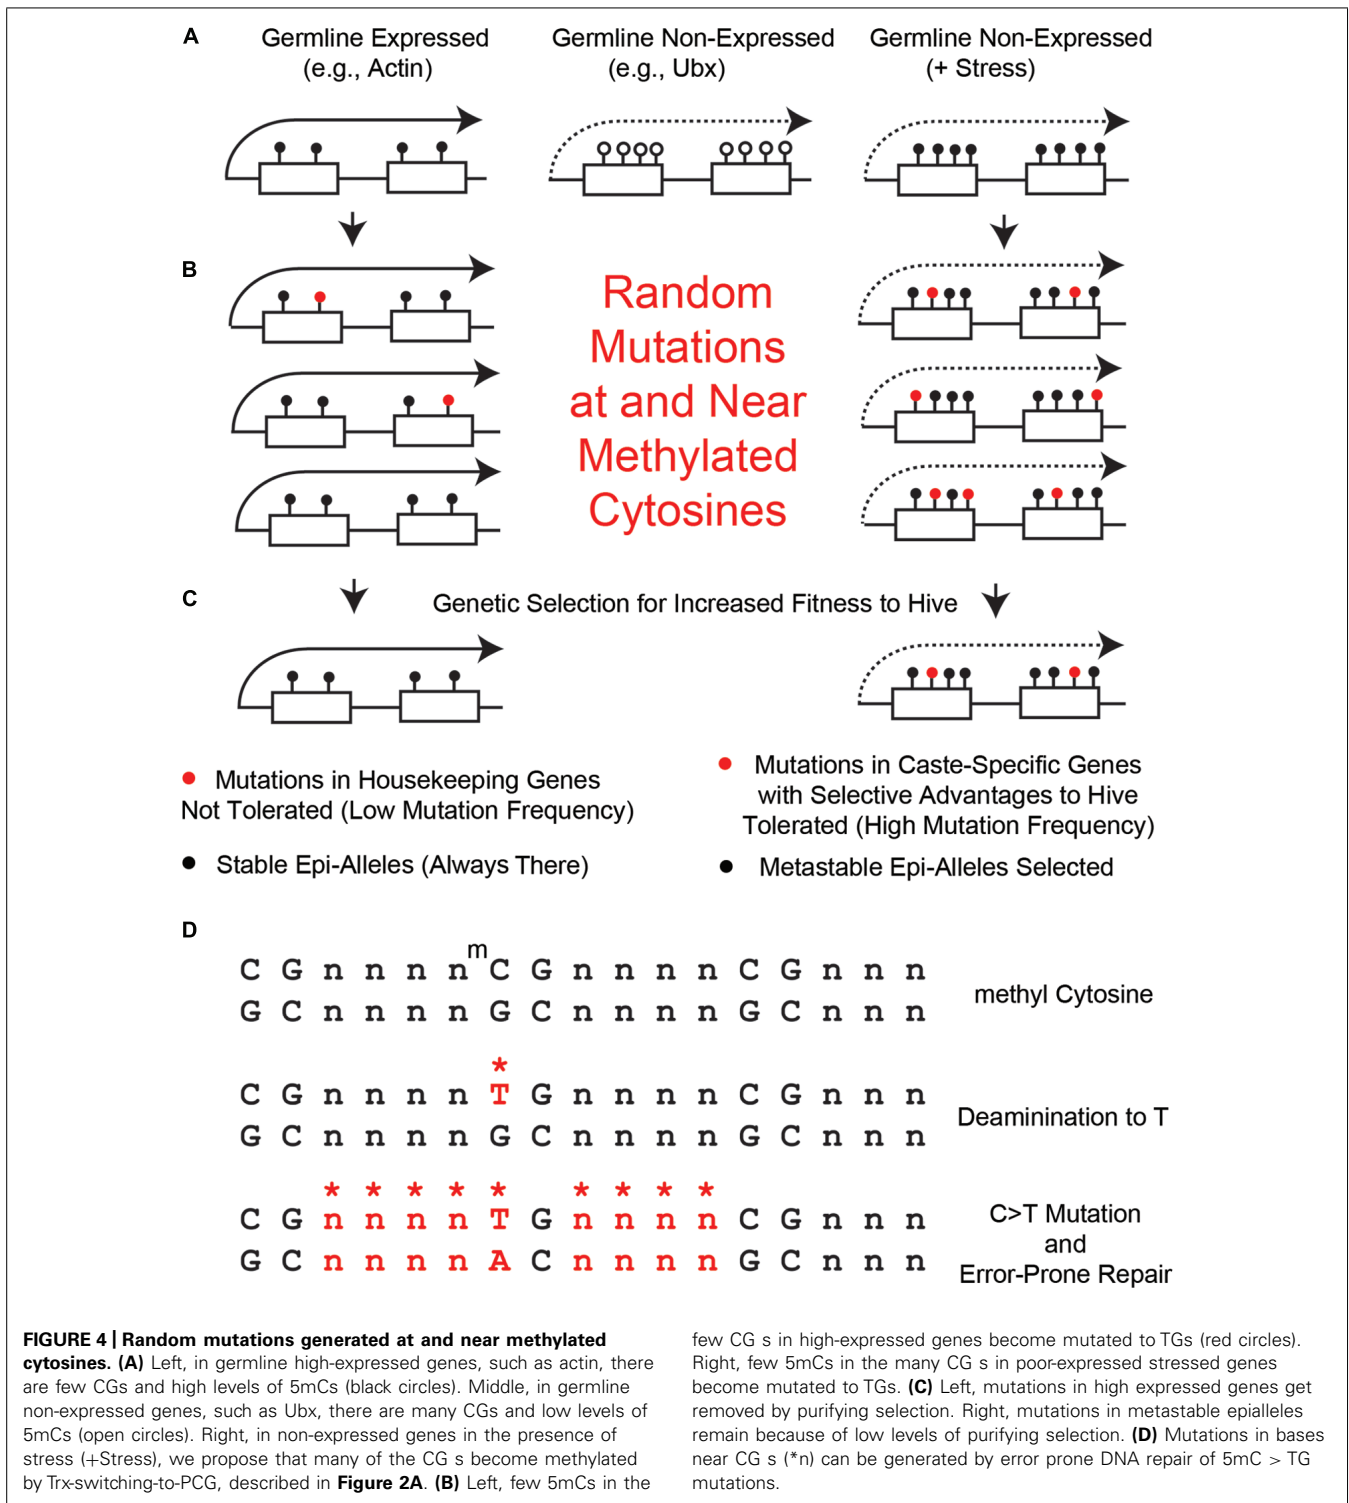 A
Germline Expressed
(e.g., Actin)
Germline Non-Expressed
(e.g., Ubx)
Germline Non-Expressed
(+ Stress)
B
Random
Mutations
at and Near
Methylated
Cytosines
C
Genetic Selection for Increased Fitness to Hive
Mutations in Housekeeping Genes
Not Tolerated (Low Mutation Frequency)
Stable Epi-Alleles (Always There)
Mutations in Caste-Specific Genes
with Selective Advantages to Hive
Tolerated (High Mutation Frequency)
Metastable Epi-Alleles Selected
D
C G n n n n mC G n n n n C G n n n
G C n n n n G C n n n n G C n n n
methyl Cytosine
*
C G n n n n T G n n n n C G n n n
G C n n n n G C n n n n G C n n n
Deaminination to T
* * * * * * * * *
C G n n n n T G n n n n C G n n n
G C n n n n A C n n n n G C n n n
C>T Mutation
and
Error-Prone Repair
FIGURE 4 | Random mutations generated at and near methylated
cytosines. (A) Left, in germline high-expressed genes, such as actin, there
are few CGs and high levels of 5mCs (black circles). Middle, in germline
non-expressed genes, such as Ubx, there are many CGs and low levels of
5mCs (open circles). Right, in non-expressed genes in the presence of
stress (+Stress), we propose that many of the CG s become methylated
by Trx-switching-to-PCG, described in Figure 2A. (B) Left, few 5mCs in the
few CG s in high-expressed genes become mutated to TGs (red circles).
Right, few 5mCs in the many CG s in poor-expressed stressed genes
become mutated to TGs. (C) Left, mutations in high expressed genes get
removed by purifying selection. Right, mutations in metastable epialleles
remain because of low levels of purifying selection. (D) Mutations in bases
near CG s (*n) can be generated by error prone DNA repair of 5mC > TG
mutations.